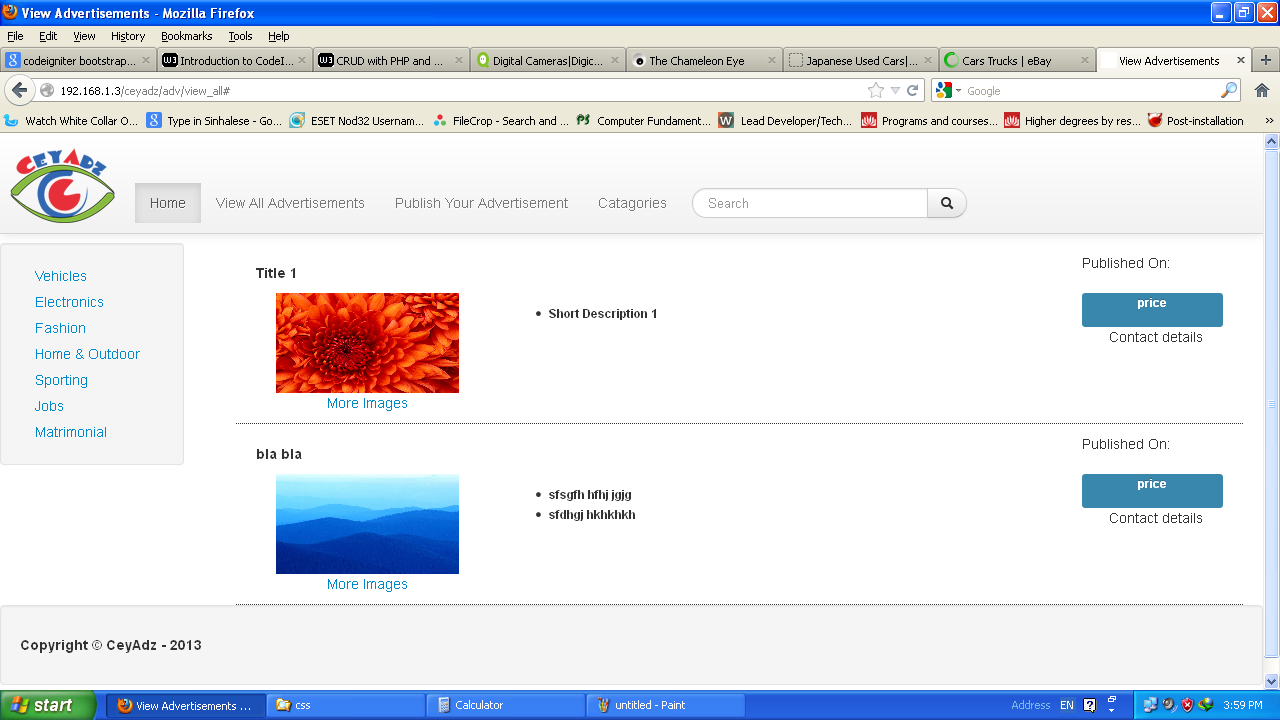 View Advertisements - Mozilla Firefox
File Edit View History Bookmarks Tools Help
codeigniter bootstrap... Introduction to CodeI... CRUD with PHP and ... Digital Cameras|Digic... The Chameleon Eye Japanese Used Cars|... Cars Trucks | eBay View Advertisements
192.168.1.3/ceyadz/adv/view_all# Google
Watch White Collar O... Type in Sinhalese - Go... ESET Nod32 Usernam... FileCrop - Search and ... Computer Fundament... Lead Developer/Tech... Programs and courses... Higher degrees by res... Post-installation
CEYADZ
Home View All Advertisements Publish Your Advertisement Catagories Search
Vehicles
Electronics
Fashion
Home & Outdoor
Sporting
Jobs
Matrimonial
Title 1
Published On:
Short Description 1
price
Contact details
More Images
bla bla
Published On:
sfsgfh hfhj jgjg
sfdhgj hkhkhkh
price
Contact details
More Images
Copyright © CeyAdz - 2013
start View Advertisements ... css Calculator untitled - Paint Address EN 3:59 PM